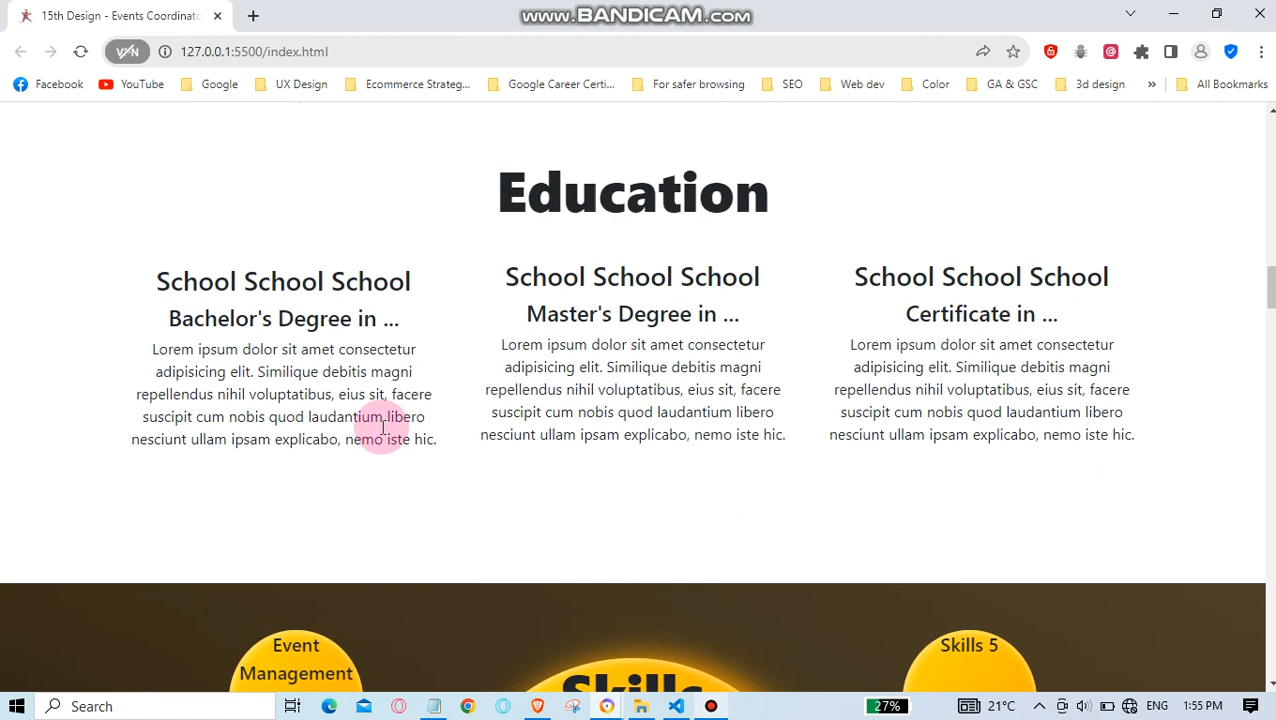 www.BANDICAM.com
15th Design - Events Coordinato
127.0.0.1:5500/index.html
Facebook YouTube Google UX Design Ecommerce Strateg... Google Career Certi... For safer browsing SEO Web dev Color GA & GSC 3d design » All Bookmarks
Education
School School School
Bachelor's Degree in ...
Lorem ipsum dolor sit amet consectetur
adipisicing elit. Similique debitis magni
repellendus nihil voluptatibus, eius sit, facere
suscipit cum nobis quod laudantium libero
nesciunt ullam ipsam explicabo, nemo iste hic.
School School School
Master's Degree in ...
Lorem ipsum dolor sit amet consectetur
adipisicing elit. Similique debitis magni
repellendus nihil voluptatibus, eius sit, facere
suscipit cum nobis quod laudantium libero
nesciunt ullam ipsam explicabo, nemo iste hic.
School School School
Certificate in ...
Lorem ipsum dolor sit amet consectetur
adipisicing elit. Similique debitis magni
repellendus nihil voluptatibus, eius sit, facere
suscipit cum nobis quod laudantium libero
nesciunt ullam ipsam explicabo, nemo iste hic.
Event
Management
Skills
Skills 5
Search
27% 21°C ENG 1:55 PM